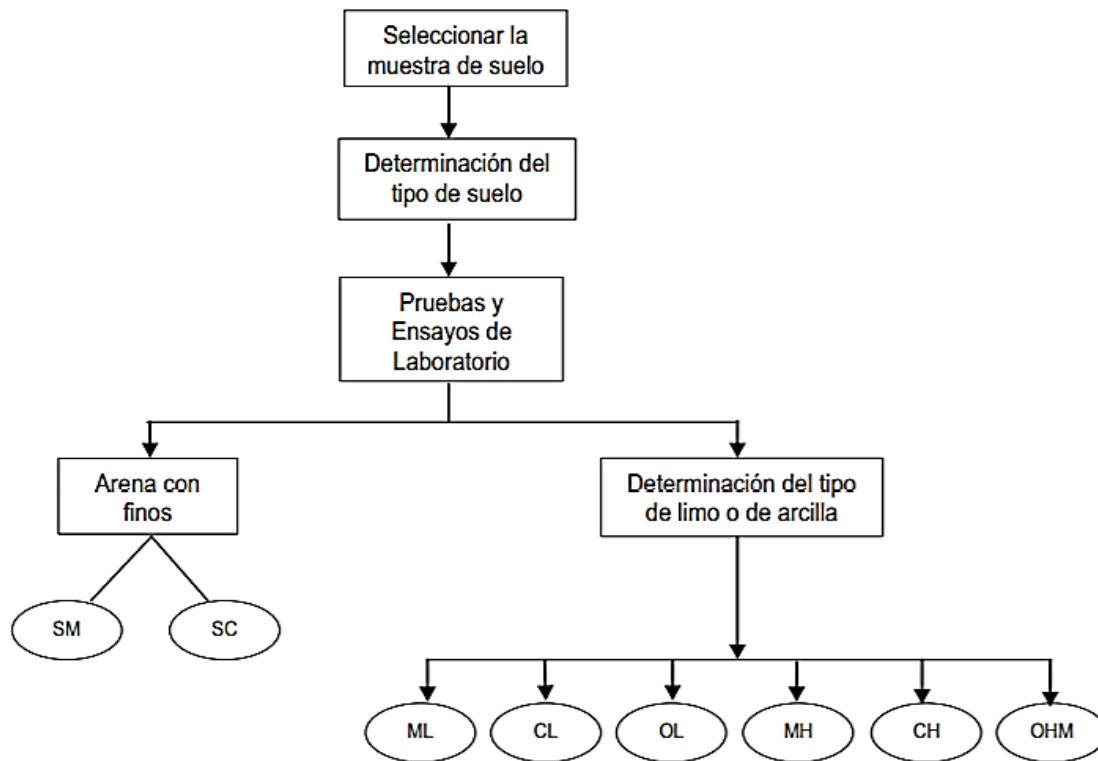 Seleccionar la
muestra de suelo
Determinación del
tipo de suelo
Pruebas y
Ensayos de
Laboratorio
Arena con
finos
Determinación del tipo
de limo o de arcilla
SM
SC
ML
CL
OL
MH
CH
OHM